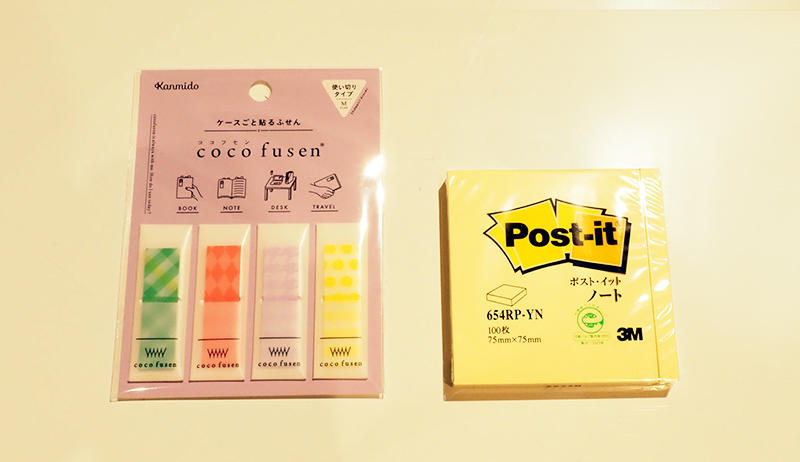 Kanmido
使い切り
タイプ
M
ケースごと貼るふせん
ココフセン
coco fusen®
BOOK NOTE DESK TRAVEL
coco fusen coco fusen coco fusen coco fusen
Post-it
ポスト・イット
ノート
654RP-YN
100枚
75mm×75mm
3M